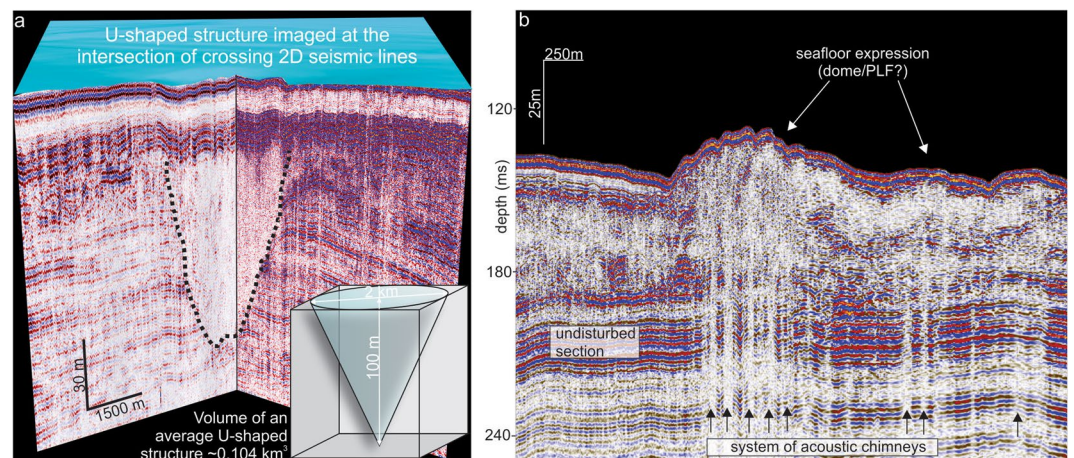 a
U-shaped structure imaged at the
intersection of crossing 2D seismic lines
30 m
1500 m
2 km
100 m
Volume of an
average U-shaped
structure ~0.104 km³
b
250m
25m
seafloor expression
(dome/PLF?)
120
depth (ms)
180
240
undisturbed
section
system of acoustic chimneys